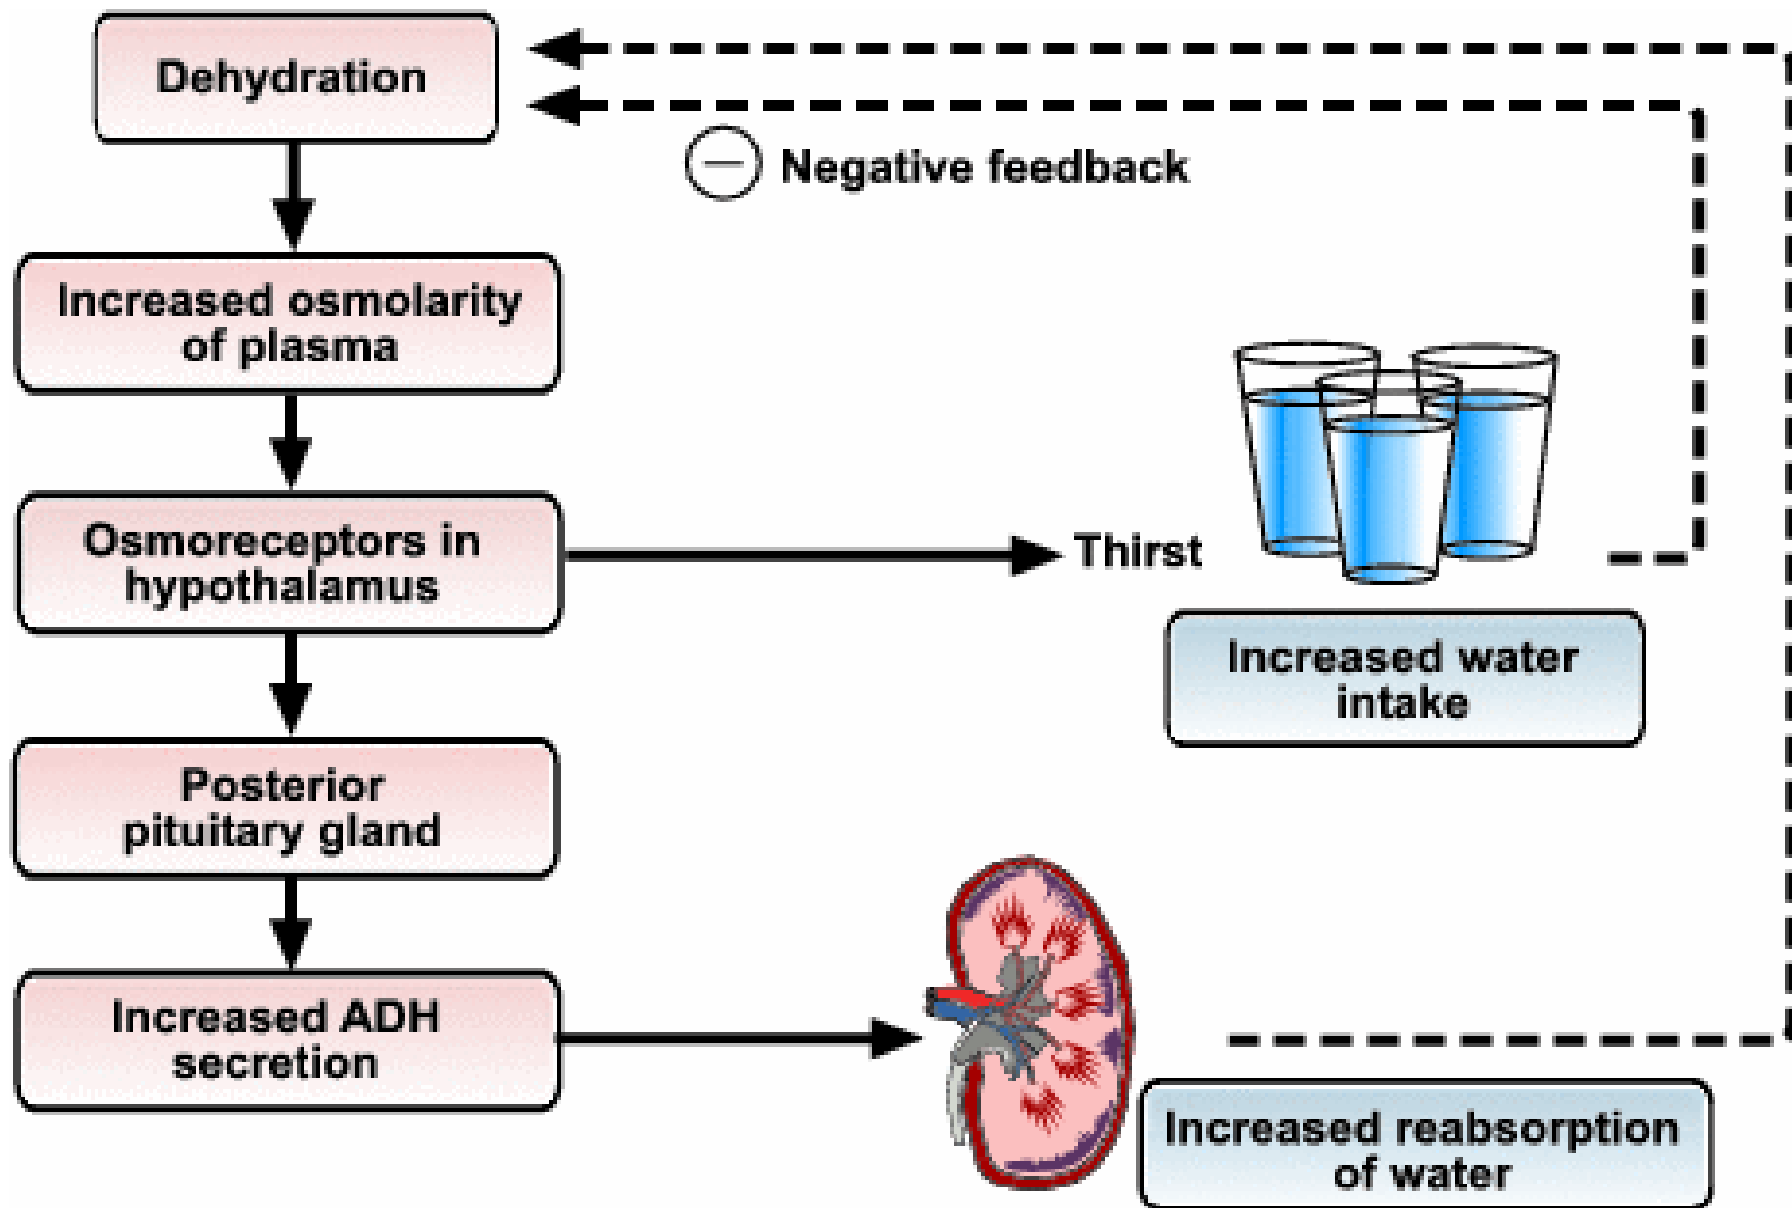 Dehydration
Negative feedback
Increased osmolarity
of plasma
Osmoreceptors in
hypothalamus
Thirst
Increased water
intake
Posterior
pituitary gland
Increased ADH
secretion
Increased reabsorption
of water